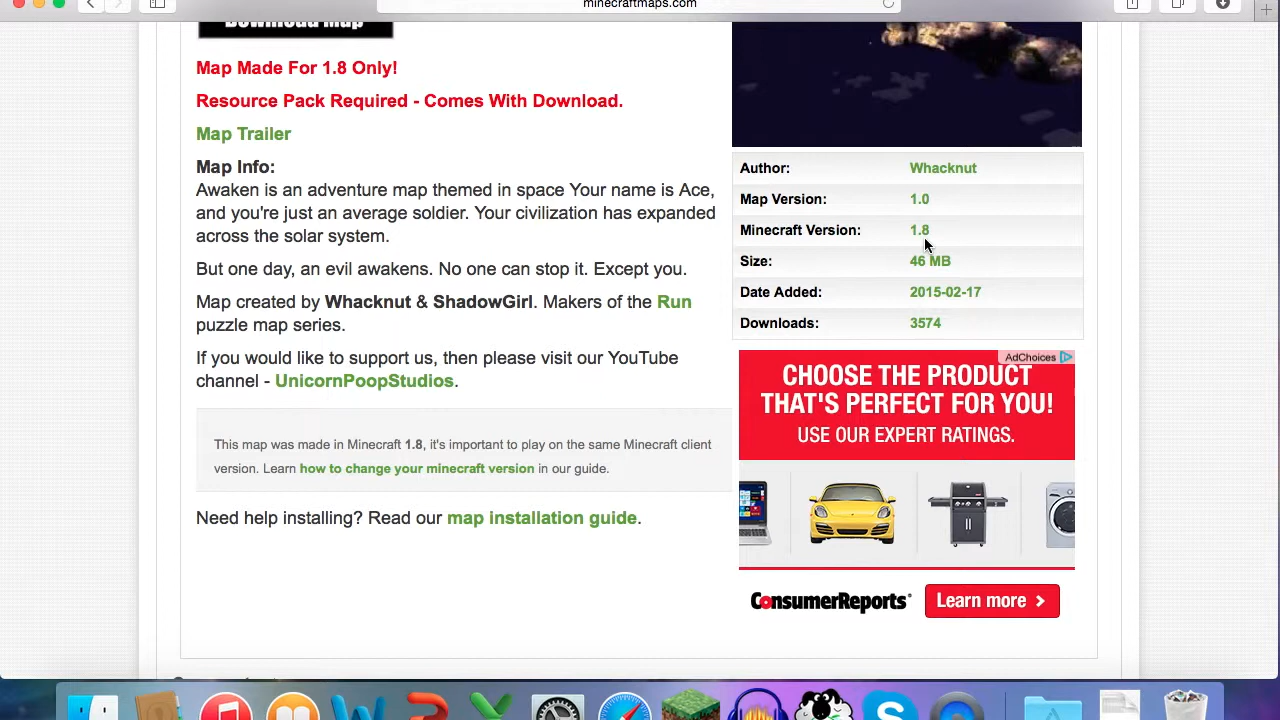 minecraftmaps.com
Download Map
Map Made For 1.8 Only!
Resource Pack Required - Comes With Download.
Map Trailer
Map Info:
Awaken is an adventure map themed in space Your name is Ace,
and you're just an average soldier. Your civilization has expanded
across the solar system.
But one day, an evil awakens. No one can stop it. Except you.
Map created by Whacknut & ShadowGirl. Makers of the Run
puzzle map series.
If you would like to support us, then please visit our YouTube
channel - UnicornPoopStudios.
This map was made in Minecraft 1.8, it's important to play on the same Minecraft client
version. Learn how to change your minecraft version in our guide.
Need help installing? Read our map installation guide.
Author: Whacknut
Map Version: 1.0
Minecraft Version: 1.8
Size: 46 MB
Date Added: 2015-02-17
Downloads: 3574
AdChoices
CHOOSE THE PRODUCT
THAT'S PERFECT FOR YOU!
USE OUR EXPERT RATINGS.
ConsumerReports®
Learn more